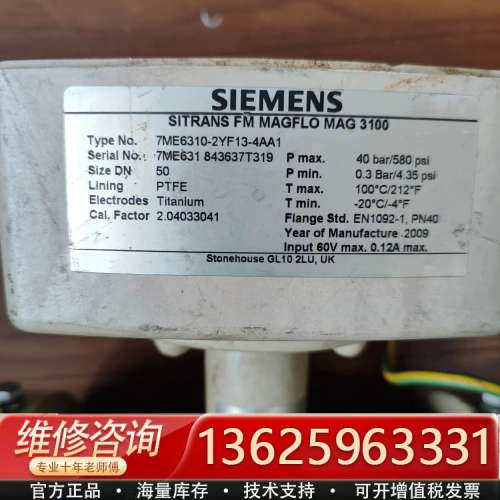 SIEMENS
SITRANS FM MAGFLO MAG 3100
Type No. 7ME6310-2YF13-4AA1
Serial No. 7ME631 843637T319
Size DN 50
Lining PTFE
Electrodes Titanium
Cal. Factor 2.04033041
P max. 40 bar/580 psi
P min. 0.3 Bar/4.35 psi
T max. 100°C/212°F
T min. -20°C/-4°F
Flange Std. EN1092-1, PN40
Year of Manufacture 2009
Input 60V max. 0.12A max.
Stonehouse GL10 2LU, UK
维修咨询
专业十年老师傅
13625963331
官方正品 · 海量库存 · 技术支持 · 可开增值税发票